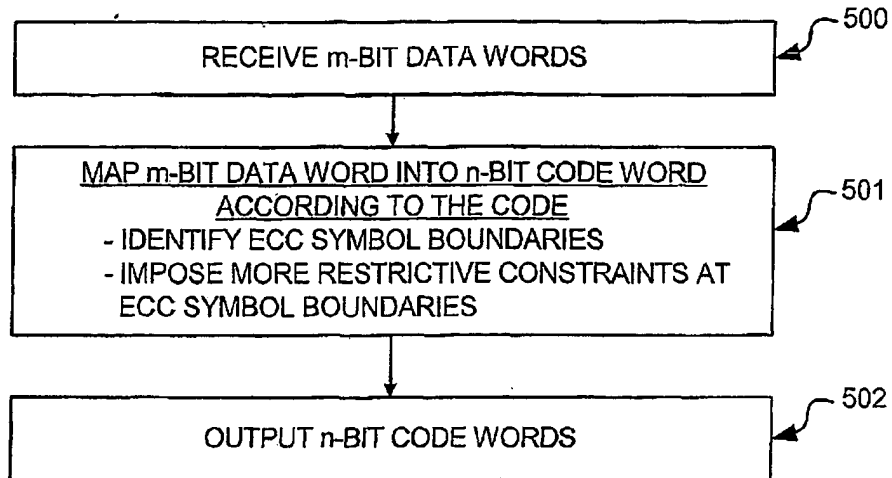 500
RECEIVE m-BIT DATA WORDS
MAP m-BIT DATA WORD INTO n-BIT CODE WORD
ACCORDING TO THE CODE
- IDENTIFY ECC SYMBOL BOUNDARIES
- IMPOSE MORE RESTRICTIVE CONSTRAINTS AT
ECC SYMBOL BOUNDARIES
501
502
OUTPUT n-BIT CODE WORDS